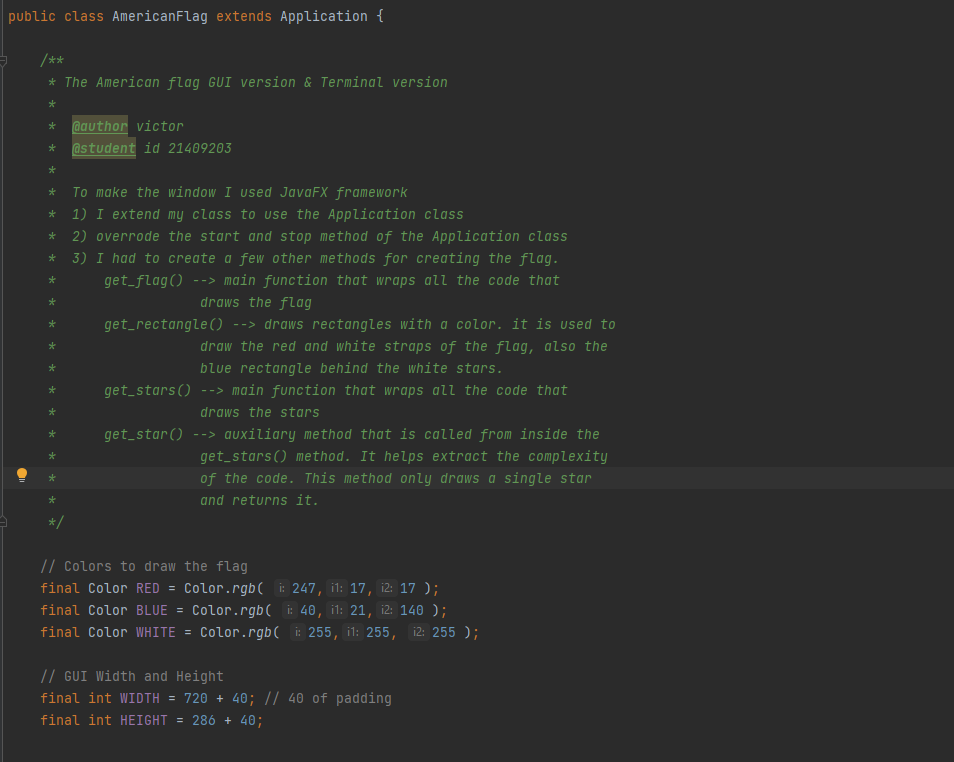 public class AmericanFlag extends Application {
/**
* The American flag GUI version & Terminal version
*
* @author victor
* @student id 21409203
*
* To make the window I used JavaFX framework
* 1) I extend my class to use the Application class
* 2) overrode the start and stop method of the Application class
* 3) I had to create a few other methods for creating the flag.
* get_flag() --> main function that wraps all the code that
* draws the flag
* get_rectangle() --> draws rectangles with a color. it is used to
* draw the red and white straps of the flag, also the
* blue rectangle behind the white stars.
* get_stars() --> main function that wraps all the code that
* draws the stars
* get_star() --> auxiliary method that is called from inside the
* get_stars() method. It helps extract the complexity
* of the code. This method only draws a single star
* and returns it.
*/
// Colors to draw the flag
final Color RED = Color.rgb( i: 247, i1: 17, i2: 17 );
final Color BLUE = Color.rgb( i: 40, i1: 21, i2: 140 );
final Color WHITE = Color.rgb( i: 255, i1: 255, i2: 255 );
// GUI Width and Height
final int WIDTH = 720 + 40; // 40 of padding
final int HEIGHT = 286 + 40;